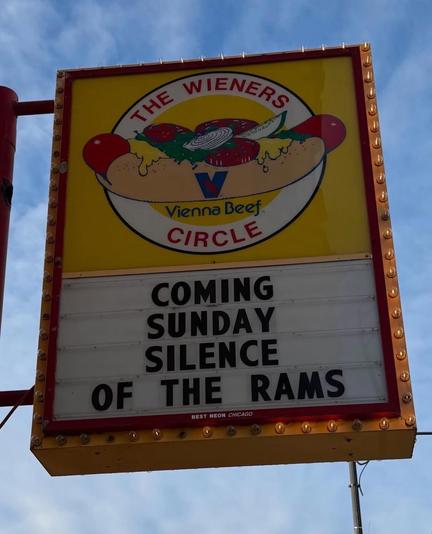 THE WIENERS
V
Vienna Beef
CIRCLE
COMING
SUNDAY
SILENCE
OF THE RAMS
BEST NEON CHICAGO